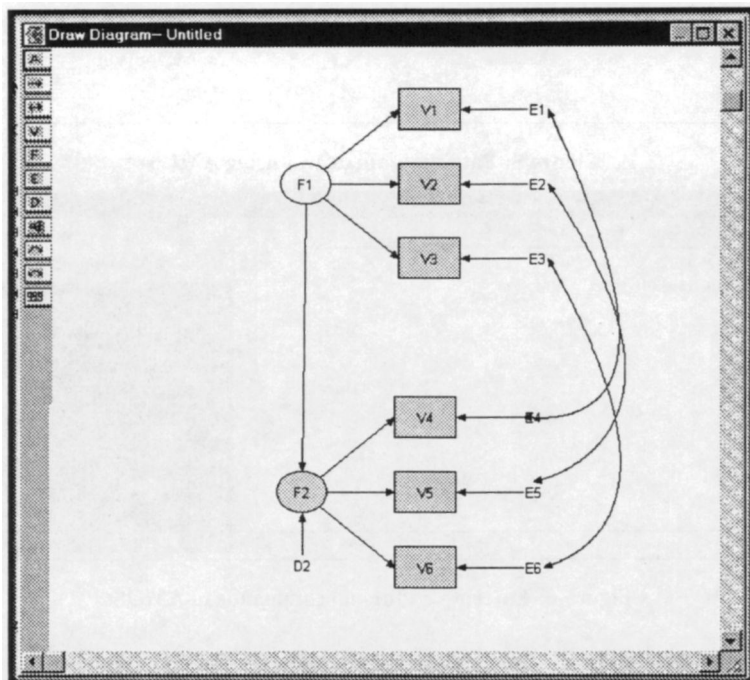 Draw Diagram– Untitled
A
V
F
E
D
V1
E1
F1
V2
E2
V3
E3
V4
E4
F2
V5
E5
D2
V6
E6